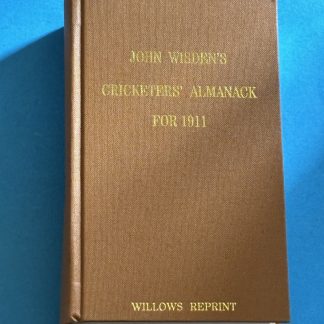 JOHN WISDEN'S
CRICKETERS' ALMANACK
FOR 1911
WILLOWS REPRINT